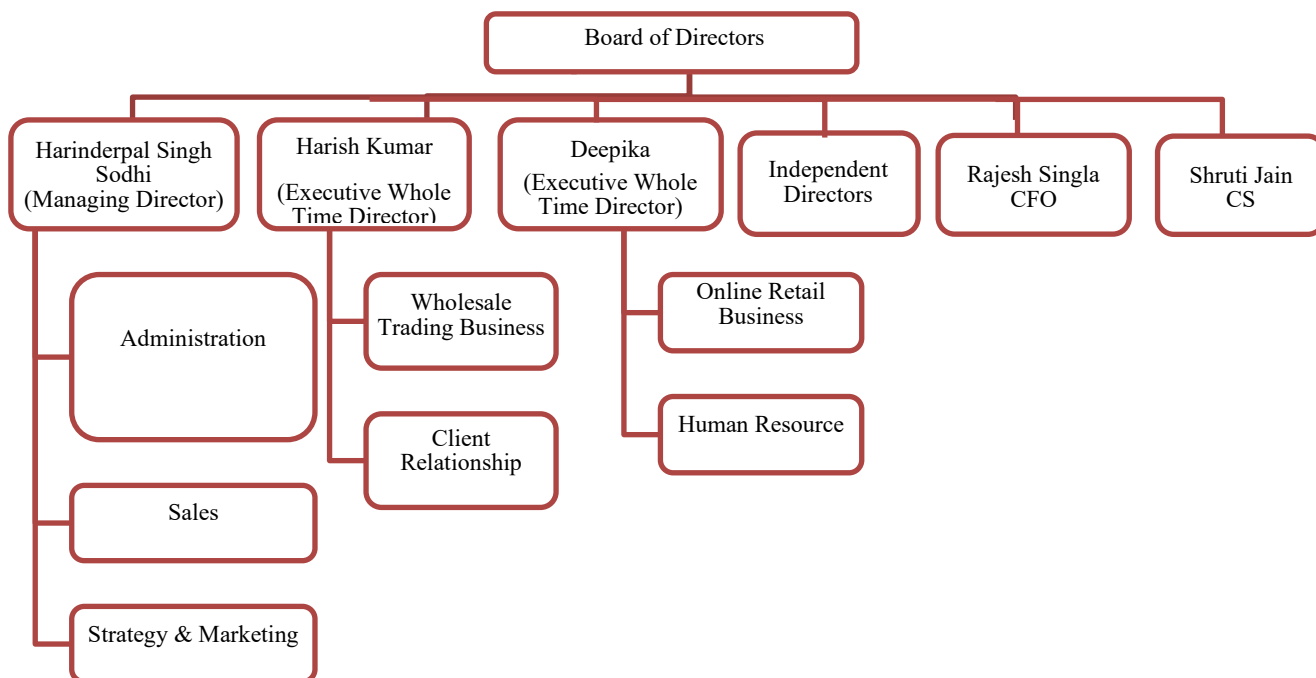 Board of Directors
Harinderpal Singh
Sodhi
(Managing Director)
Harish Kumar
(Executive Whole
Time Director)
Deepika
(Executive Whole
Time Director)
Independent
Directors
Rajesh Singla
CFO
Shruti Jain
CS
Administration
Sales
Strategy & Marketing
Wholesale
Trading Business
Client
Relationship
Online Retail
Business
Human Resource